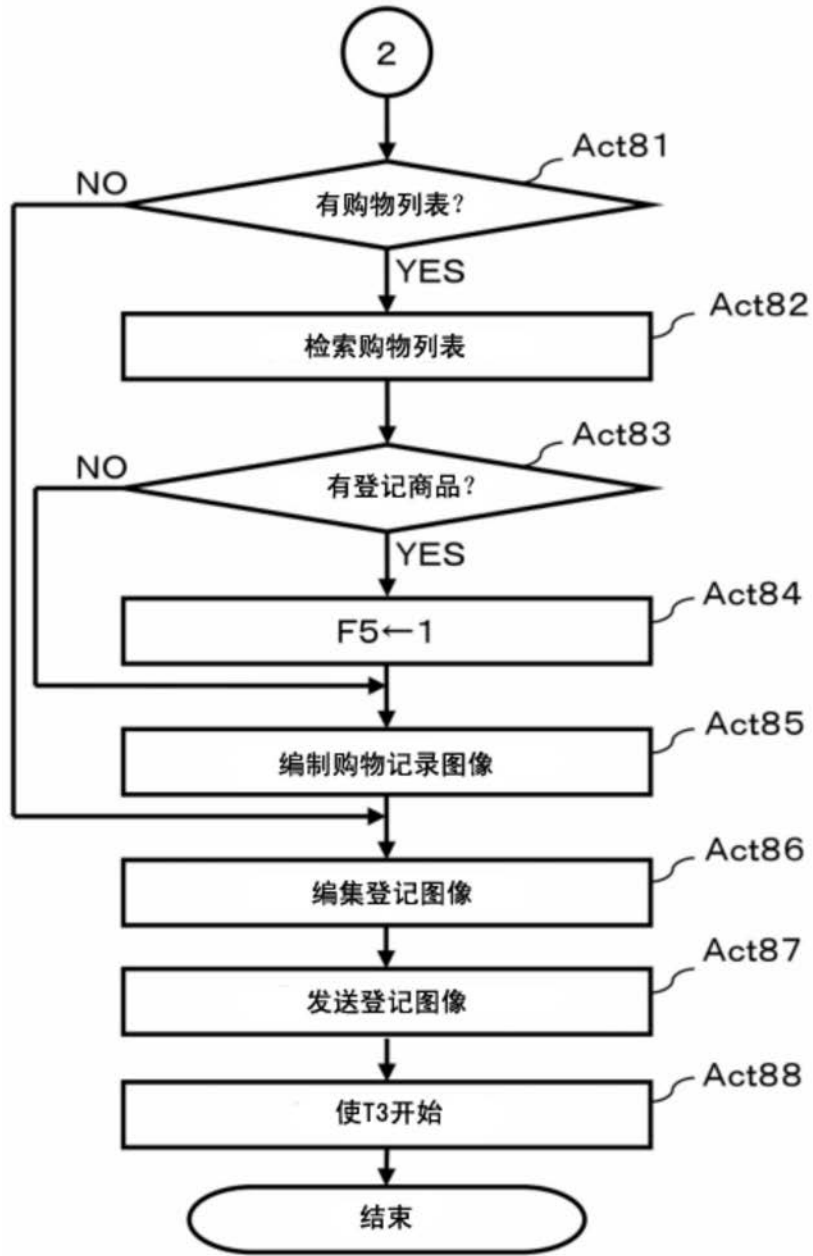 2
Act81
NO
有购物列表?
YES
Act82
检索购物列表
Act83
NO
有登记商品?
YES
Act84
F5←1
Act85
编制购物记录图像
Act86
编集登记图像
Act87
发送登记图像
Act88
使T3开始
结束